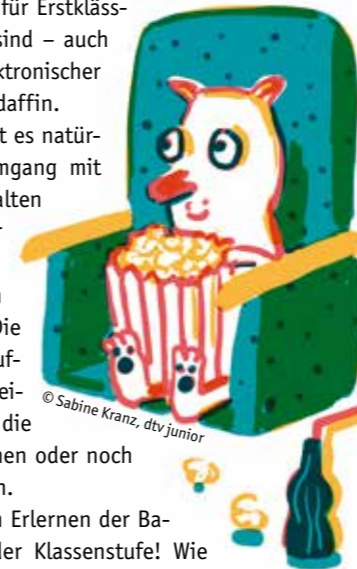 für Erstkläss-
sind – auch
ktronischer
daffin.
t es natür-
mgang mit
alten
n
Die
uf-
ei-
die
nen oder noch
n.
n Erlernen der Ba-
der Klassenstufe! Wie
© Sabine Kranz, dtv junior